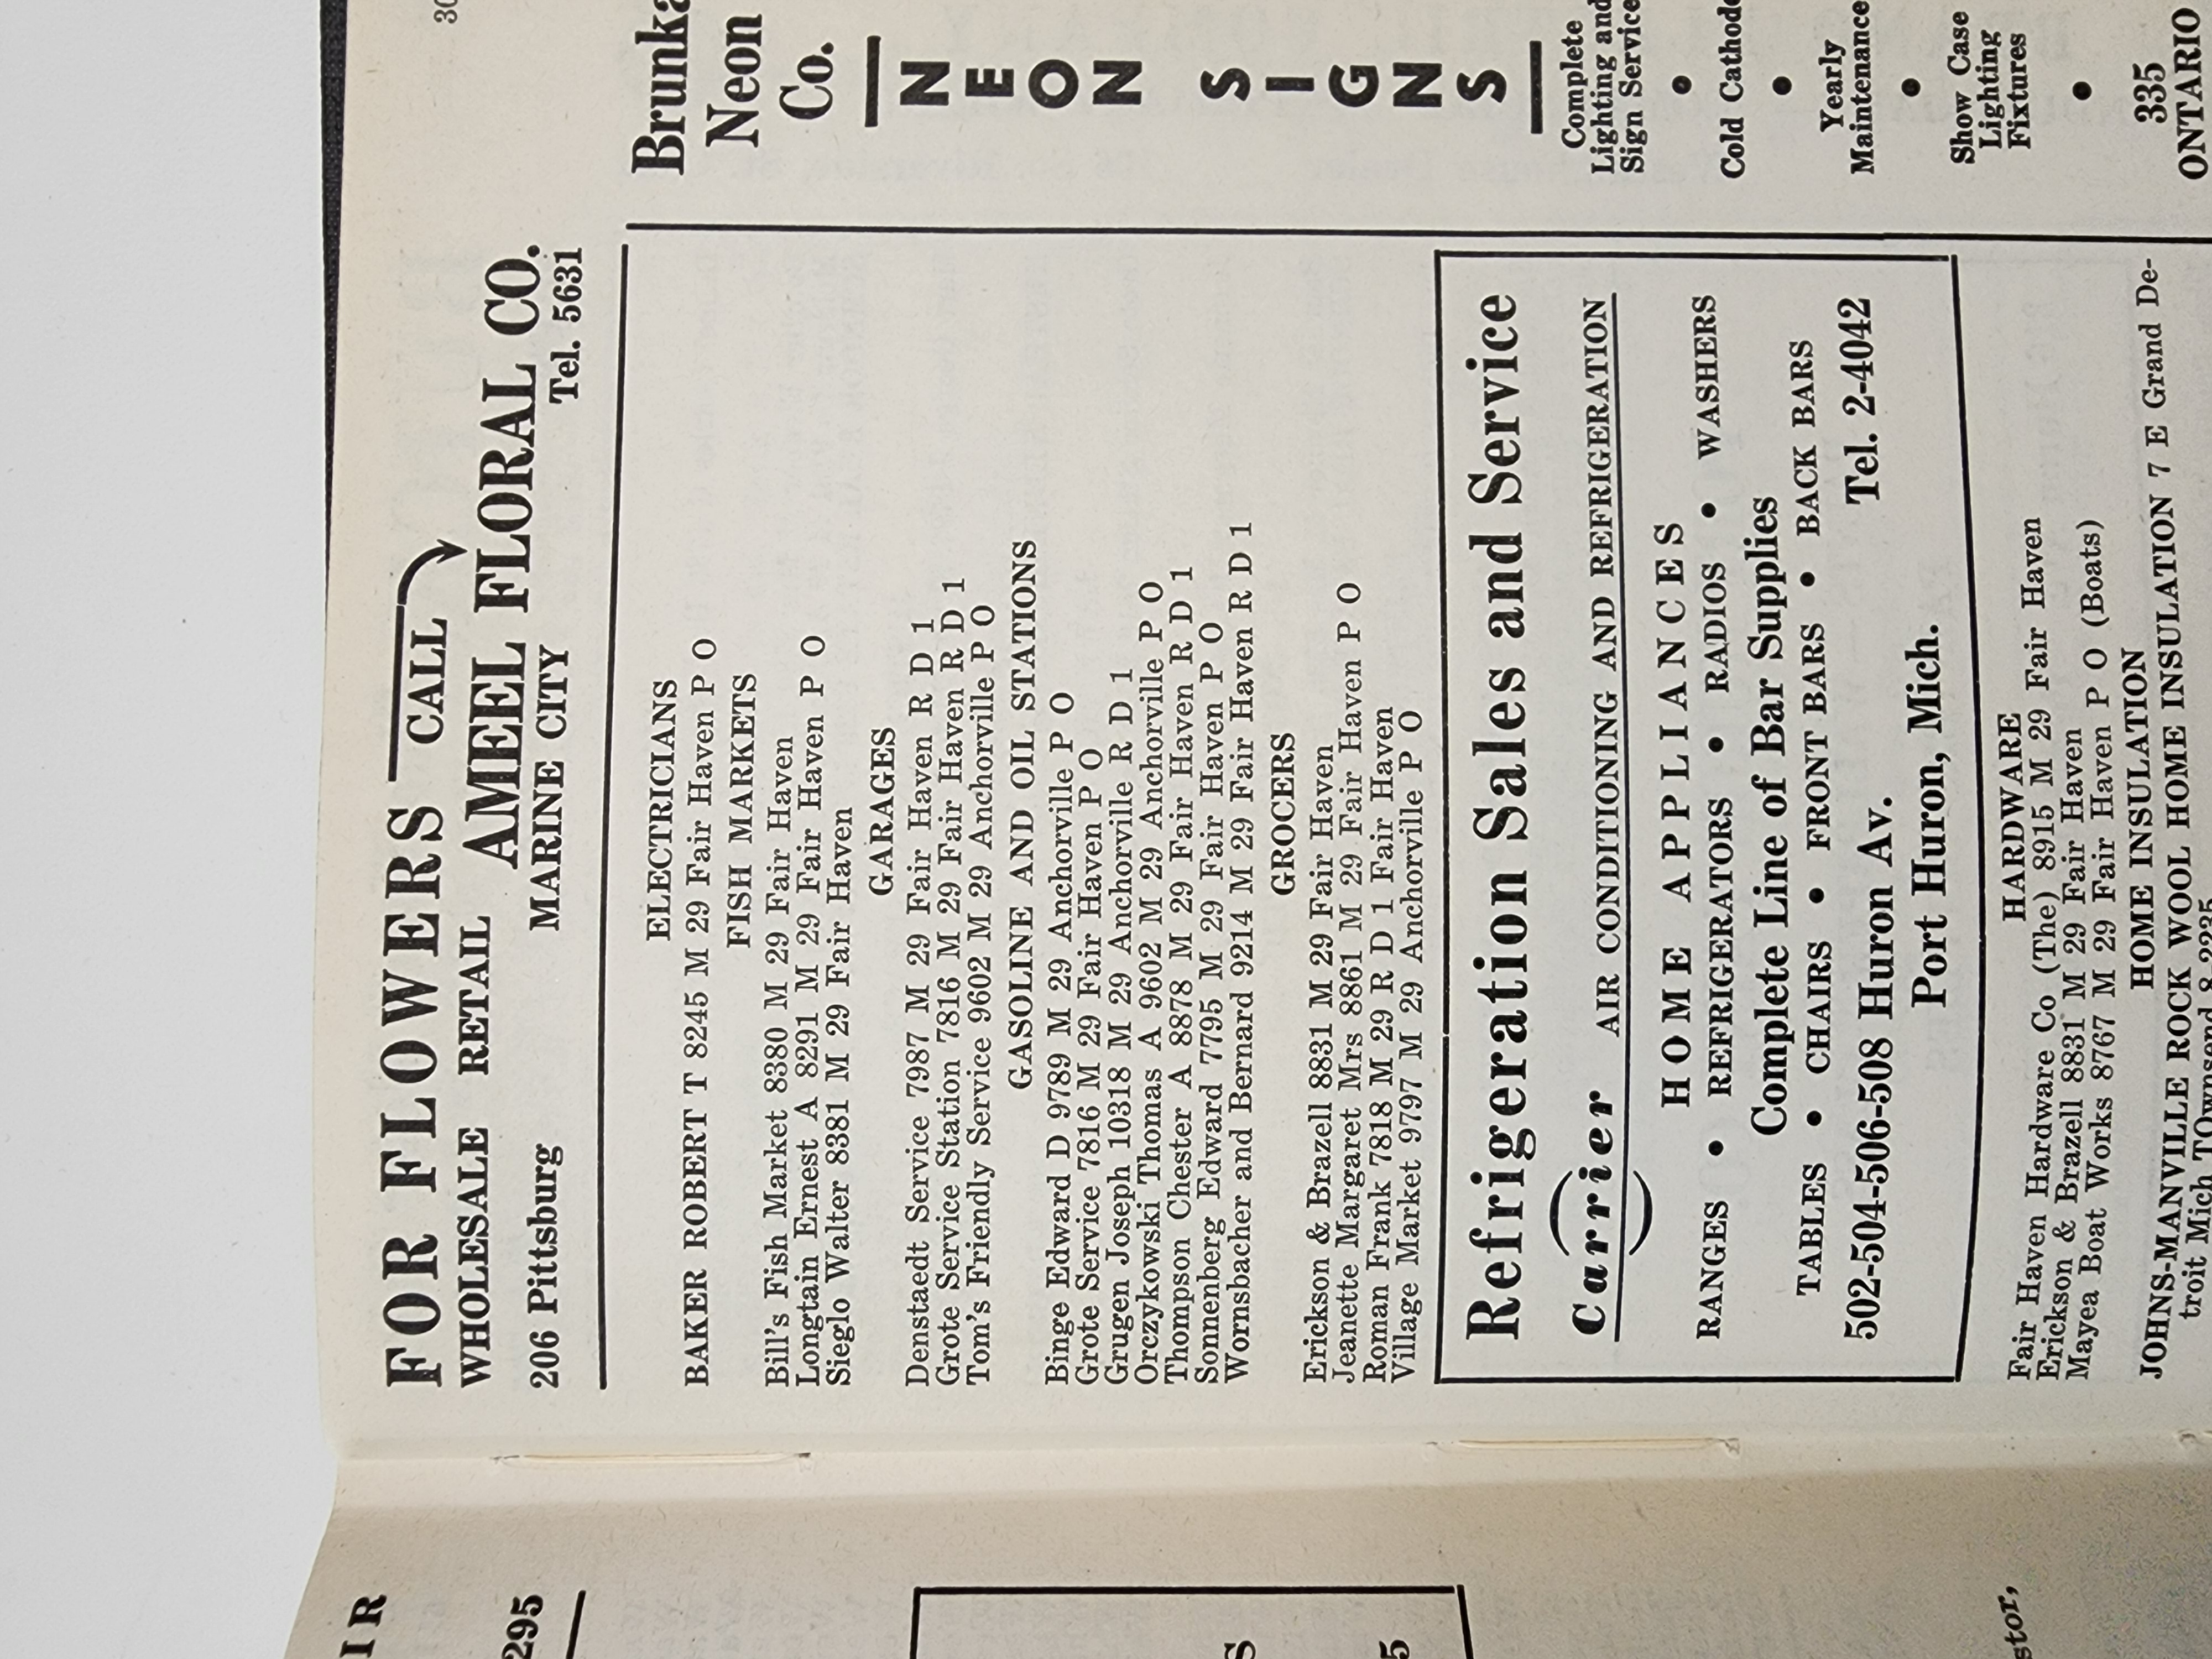 30
FOR FLOWERS CALL
WHOLESALE RETAIL AMEEL FLORAL CO.
206 Pittsburg MARINE CITY Tel. 5631
ELECTRICIANS
BAKER ROBERT T 8245 M 29 Fair Haven P O
FISH MARKETS
Bill's Fish Market 8380 M 29 Fair Haven
Longtain Ernest A 8291 M 29 Fair Haven P O
Sieglo Walter 8381 M 29 Fair Haven
GARAGES
Denstaedt Service 7987 M 29 Fair Haven R D 1
Grote Service Station 7816 M 29 Fair Haven R D 1
Tom's Friendly Service 9602 M 29 Anchorville P O
GASOLINE AND OIL STATIONS
Binge Edward D 9789 M 29 Anchorville P O
Grote Service 7816 M 29 Fair Haven P O
Grugen Joseph 10318 M 29 Anchorville R D 1
Orczykowski Thomas A 9602 M 29 Anchorville P O
Thompson Chester A 8878 M 29 Fair Haven R D 1
Sonnenberg Edward 7795 M 29 Fair Haven P O
Wornsbacher and Bernard 9214 M 29 Fair Haven R D 1
GROCERS
Erickson & Brazell 8831 M 29 Fair Haven
Jeanette Margaret Mrs 8861 M 29 Fair Haven P O
Roman Frank 7818 M 29 R D 1 Fair Haven
Village Market 9797 M 29 Anchorville P O
Refrigeration Sales and Service
Carrier AIR CONDITIONING AND REFRIGERATION
HOME APPLIANCES
RANGES • REFRIGERATORS • RADIOS • WASHERS
Complete Line of Bar Supplies
TABLES • CHAIRS • FRONT BARS • BACK BARS
502-504-506-508 Huron Av. Tel. 2-4042
Port Huron, Mich.
HARDWARE
Fair Haven Hardware Co (The) 8915 M 29 Fair Haven
Erickson & Brazell 8831 M 29 Fair Haven
Mayea Boat Works 8767 M 29 Fair Haven P O (Boats)
HOME INSULATION
JOHNS-MANVILLE ROCK WOOL HOME INSULATION 7 E Grand De-
troit Mich TOwnsend 8-2235
Brunka
Neon
Co.
NEON
SIGNS
Complete
Lighting and
Sign Service
•
Cold Cathode
•
Yearly
Maintenance
•
Show Case
Lighting
Fixtures
•
335
ONTARIO
IR
295
S
5
stor,